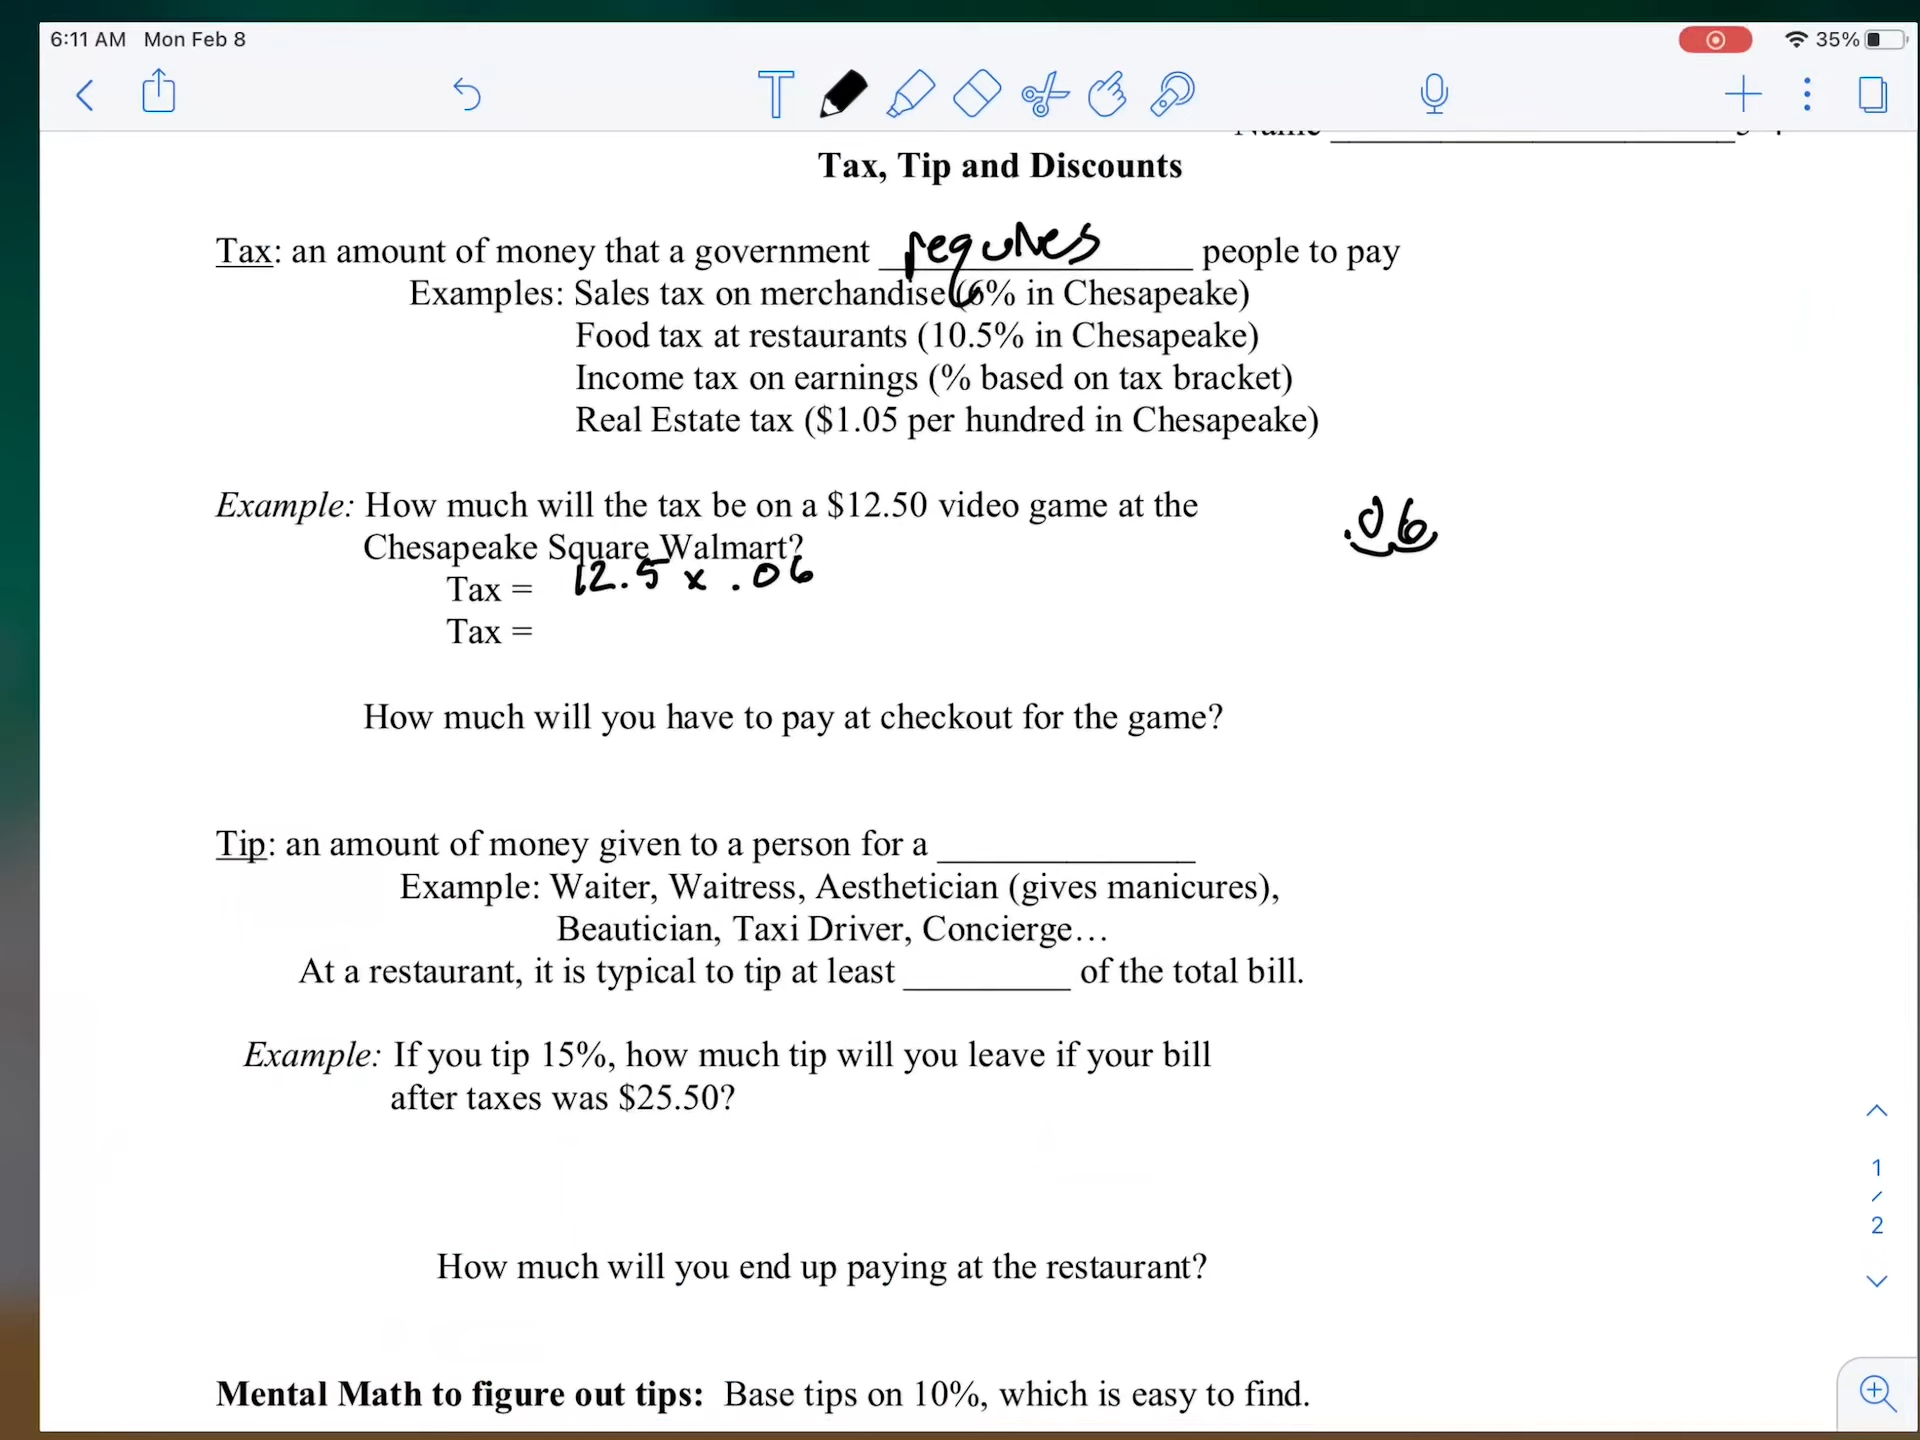 6:11 AM Mon Feb 8
35%
Name
Tax, Tip and Discounts
Tax: an amount of money that a government requires people to pay
Examples: Sales tax on merchandise (6% in Chesapeake)
Food tax at restaurants (10.5% in Chesapeake)
Income tax on earnings (% based on tax bracket)
Real Estate tax ($1.05 per hundred in Chesapeake)
Example: How much will the tax be on a $12.50 video game at the
.06
Chesapeake Square Walmart?
Tax = 12.5 x .06
Tax =
How much will you have to pay at checkout for the game?
Tip: an amount of money given to a person for a ____________
Example: Waiter, Waitress, Aesthetician (gives manicures),
Beautician, Taxi Driver, Concierge…
At a restaurant, it is typical to tip at least ________ of the total bill.
Example: If you tip 15%, how much tip will you leave if your bill
after taxes was $25.50?
1
/
2
How much will you end up paying at the restaurant?
Mental Math to figure out tips: Base tips on 10%, which is easy to find.